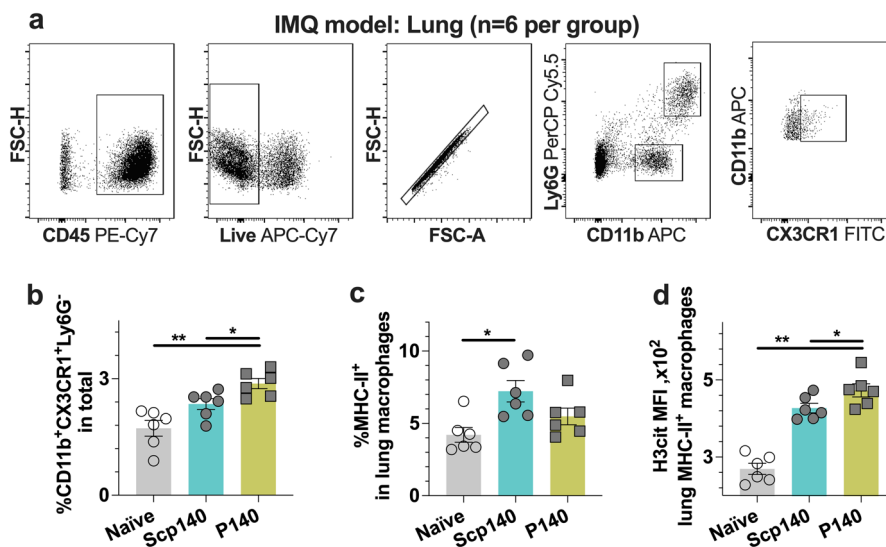 a
IMQ model: Lung (n=6 per group)
FSC-H
CD45 PE-Cy7
FSC-H
Live APC-Cy7
FSC-H
FSC-A
Ly6G PerCP Cy5.5
CD11b APC
CD11b APC
CX3CR1 FITC
b
%CD11b⁺CX3CR1⁺Ly6G⁻
in total
3
0
**
*
Naïve
Scp140
P140
c
%MHC-II⁺
in lung macrophages
10
5
0
*
Naïve
Scp140
P140
d
H3cit MFI ,x10²
lung MHC-II⁺ macrophages
5
3
**
*
Naïve
Scp140
P140